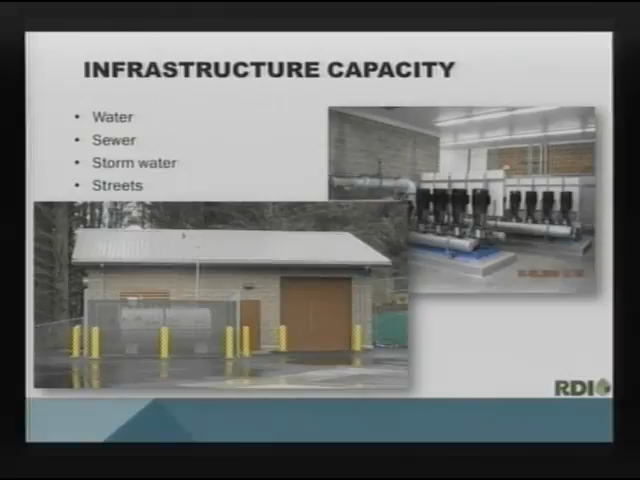 INFRASTRUCTURE CAPACITY
• Water
• Sewer
• Storm water
• Streets
RDI